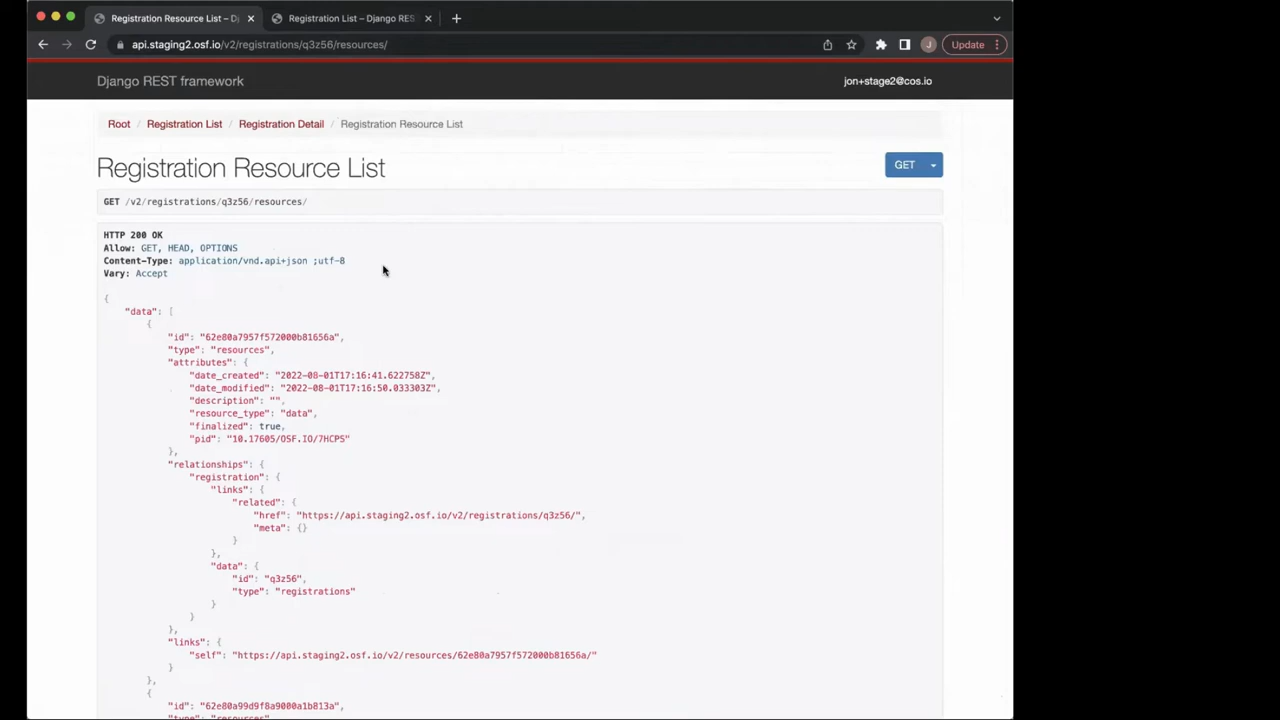 Registration Resource List – Dj
Registration List – Django RES
api.staging2.osf.io/v2/registrations/q3z56/resources/
J
Update
Django REST framework
jon+stage2@cos.io
Root / Registration List / Registration Detail / Registration Resource List
Registration Resource List
GET
GET /v2/registrations/q3z56/resources/
HTTP 200 OK
Allow: GET, HEAD, OPTIONS
Content-Type: application/vnd.api+json ;utf-8
Vary: Accept
{
"data": [
{
"id": "62e80a7957f572000b81656a",
"type": "resources",
"attributes": {
"date_created": "2022-08-01T17:16:41.622758Z",
"date_modified": "2022-08-01T17:16:50.033303Z",
"description": "",
"resource_type": "data",
"finalized": true,
"pid": "10.17605/OSF.IO/7HCPS"
},
"relationships": {
"registration": {
"links": {
"related": {
"href": "https://api.staging2.osf.io/v2/registrations/q3z56/",
"meta": {}
}
},
"data": {
"id": "q3z56",
"type": "registrations"
}
}
},
"links": {
"self": "https://api.staging2.osf.io/v2/resources/62e80a7957f572000b81656a/"
}
},
{
"id": "62e80a99d9f8a9000a1b813a",
"type": "resources"